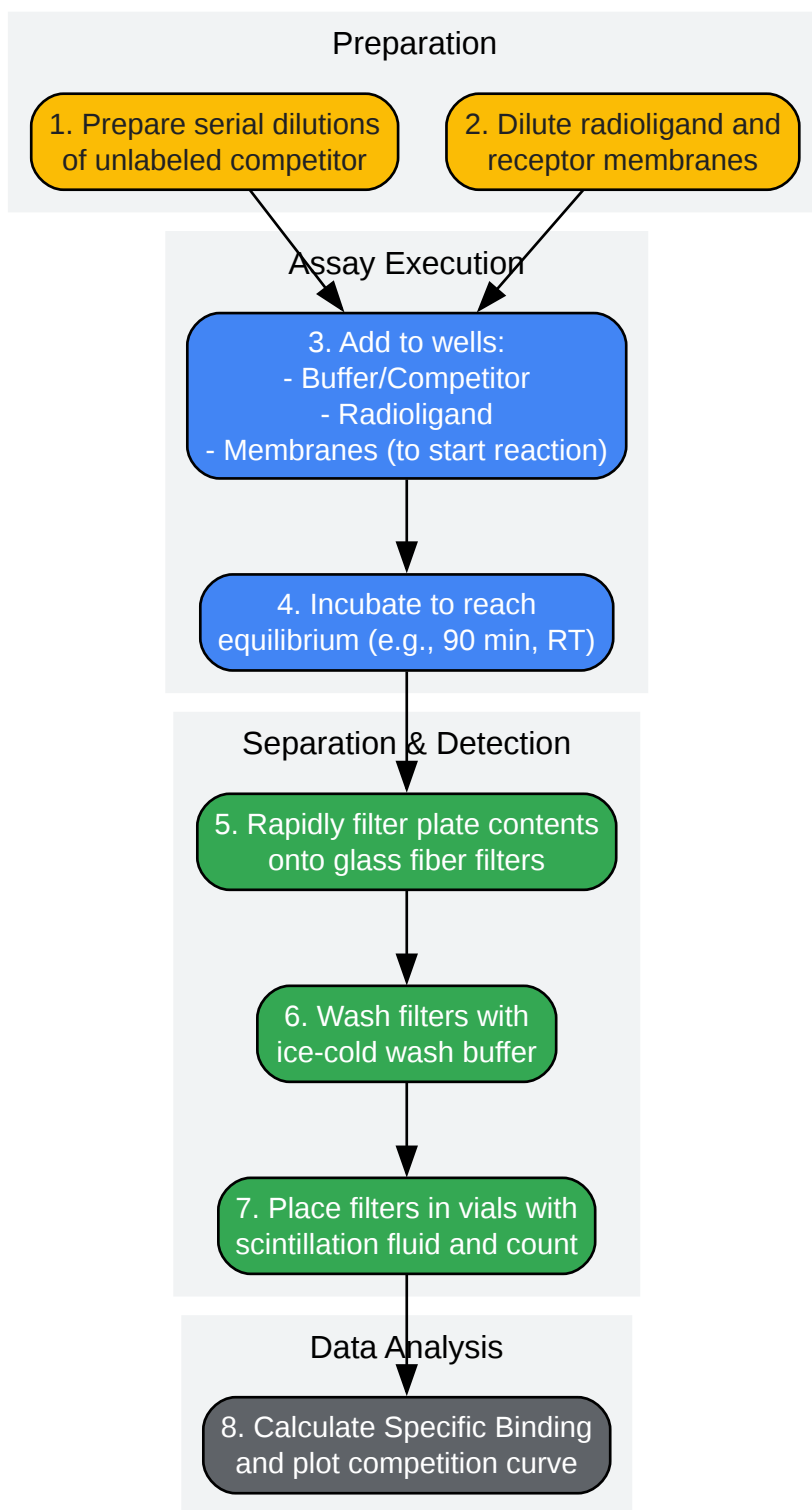 Preparation
1. Prepare serial dilutions
of unlabeled competitor
2. Dilute radioligand and
receptor membranes
Assay Execution
3. Add to wells:
- Buffer/Competitor
- Radioligand
- Membranes (to start reaction)
4. Incubate to reach
equilibrium (e.g., 90 min, RT)
Separation & Detection
5. Rapidly filter plate contents
onto glass fiber filters
6. Wash filters with
ice-cold wash buffer
7. Place filters in vials with
scintillation fluid and count
Data Analysis
8. Calculate Specific Binding
and plot competition curve